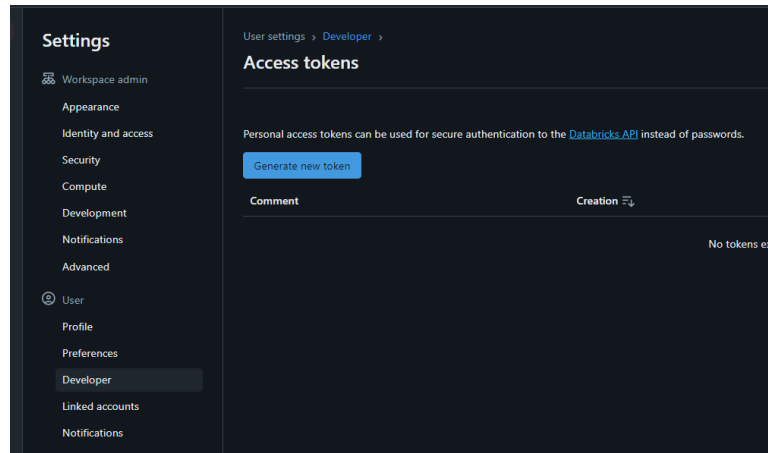 Settings
Workspace admin
Appearance
Identity and access
Security
Compute
Development
Notifications
Advanced
User
Profile
Preferences
Developer
Linked accounts
Notifications
User settings › Developer ›
Access tokens
Personal access tokens can be used for secure authentication to the Databricks API instead of passwords.
Generate new token
Comment Creation
No tokens